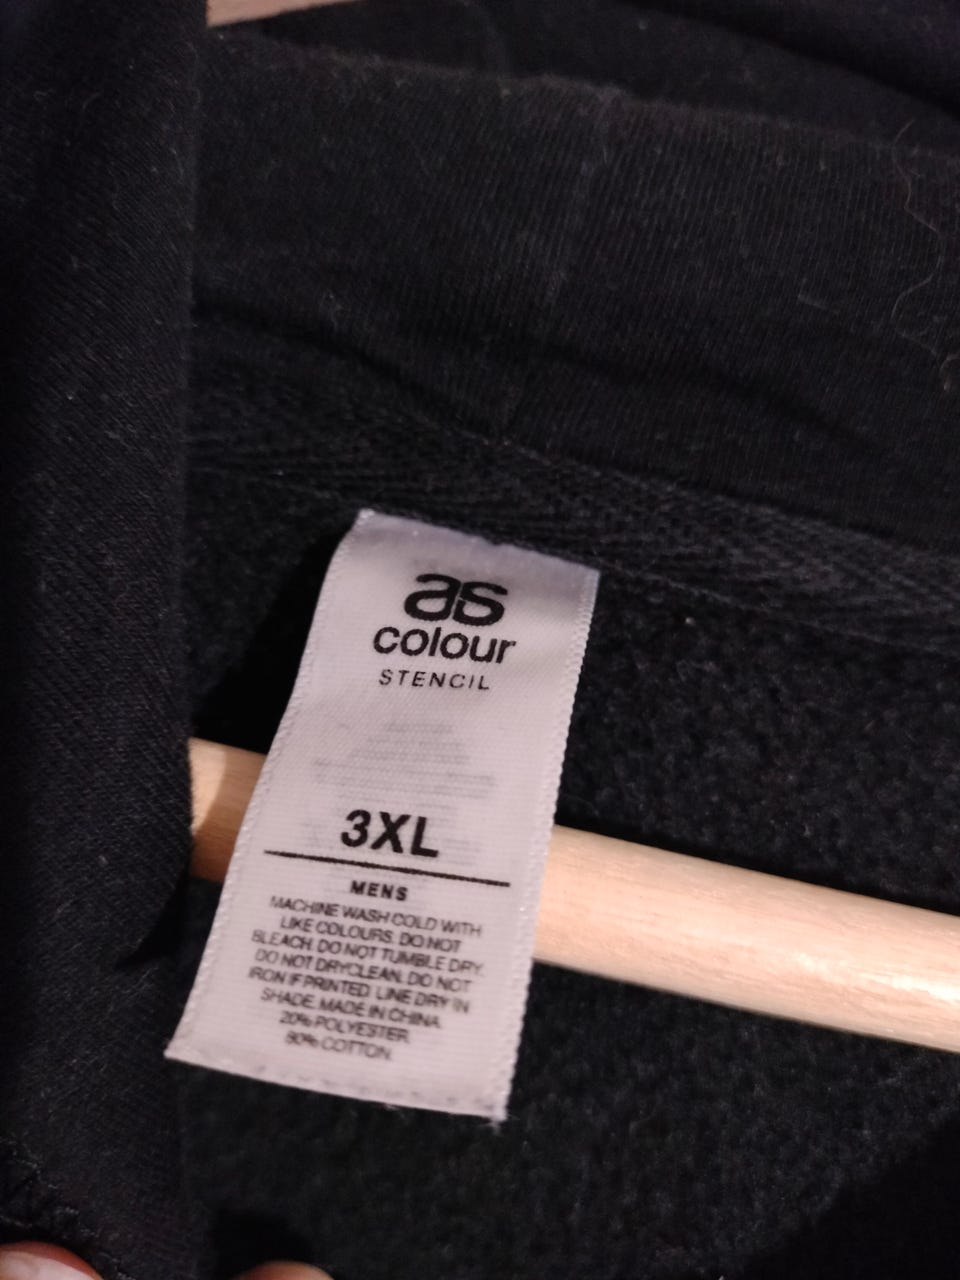 as
colour
STENCIL
3XL
MENS
MACHINE WASH COLD WITH
LIKE COLOURS. DO NOT
BLEACH. DO NOT TUMBLE DRY.
DO NOT DRYCLEAN. DO NOT
IRON IF PRINTED. LINE DRY IN
SHADE. MADE IN CHINA.
20% POLYESTER
80% COTTON